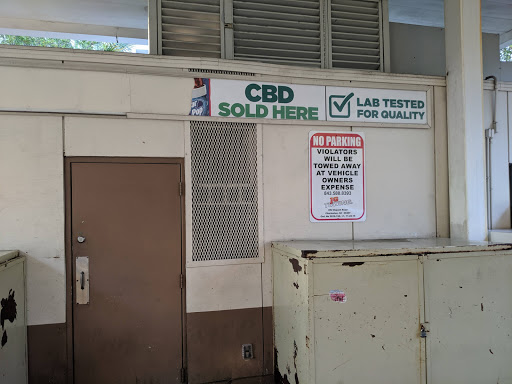 CBD
SOLD HERE
LAB TESTED
FOR QUALITY
NO PARKING
VIOLATORS
WILL BE
TOWED AWAY
AT VEHICLE
OWNERS
EXPENSE